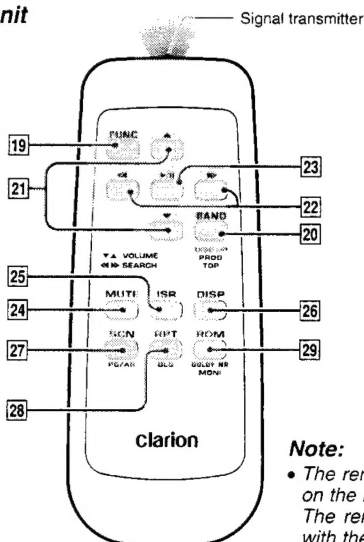 nit
Signal transmitter
FUNC
19
21
23
22
BAND
20
PROG
TOP
▼▲ VOLUME
◀◀ ▶▶ SEARCH
25
MUTE ISR DISP
24
26
SCN RPT RDM
27
29
PS/AS BLS DOLBY NR
MONI
28
clarion
Note:
• The rem
on the
The rem
with the